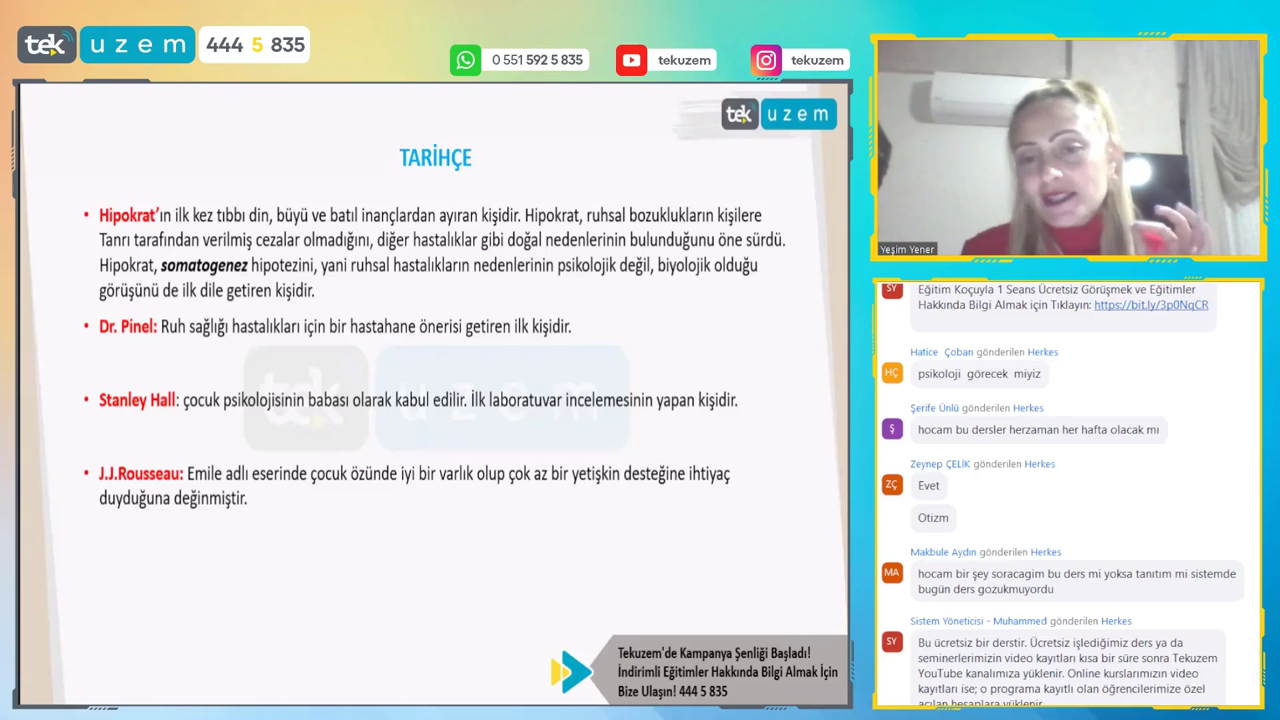 tek uzem 444 5 835
0 551 592 5 835
tekuzem
tekuzem
tek uzem
TARİHÇE
• Hipokrat'ın ilk kez tıbbı din, büyü ve batıl inançlardan ayıran kişidir. Hipokrat, ruhsal bozuklukların kişilere
Tanrı tarafından verilmiş cezalar olmadığını, diğer hastalıklar gibi doğal nedenlerinin bulunduğunu öne sürdü.
Hipokrat, somatogenez hipotezini, yani ruhsal hastalıkların nedenlerinin psikolojik değil, biyolojik olduğu
görüşünü de ilk dile getiren kişidir.
• Dr. Pinel: Ruh sağlığı hastalıkları için bir hastahane önerisi getiren ilk kişidir.
• Stanley Hall: çocuk psikolojisinin babası olarak kabul edilir. İlk laboratuvar incelemesinin yapan kişidir.
• J.J.Rousseau: Emile adlı eserinde çocuk özünde iyi bir varlık olup çok az bir yetişkin desteğine ihtiyaç
duyduğuna değinmiştir.
tek uzem
Tekuzem'de Kampanya Şenliği Başladı!
İndirimli Eğitimler Hakkında Bilgi Almak İçin
Bize Ulaşın! 444 5 835
Yeşim Yener
SY
Eğitim Koçuyla 1 Seans Ücretsiz Görüşmek ve Eğitimler
Hakkında Bilgi Almak için Tıklayın: https://bit.ly/3p0NqCR
Hatice Çoban gönderilen Herkes
HÇ
psikoloji görecek miyiz
Şerife Ünlü gönderilen Herkes
Ş
hocam bu dersler herzaman her hafta olacak mı
Zeynep ÇELİK gönderilen Herkes
ZÇ
Evet
Otizm
Makbule Aydın gönderilen Herkes
MA
hocam bir şey soracagim bu ders mi yoksa tanıtım mi sistemde
bugün ders gozukmuyordu
Sistem Yöneticisi - Muhammed gönderilen Herkes
SY
Bu ücretsiz bir derstir. Ücretsiz işlediğimiz ders ya da
seminerlerimizin video kayıtları kısa bir süre sonra Tekuzem
YouTube kanalımıza yüklenir. Online kurslarımızın video
kayıtları ise; o programa kayıtlı olan öğrencilerimize özel
açılan hesaplara yüklenir.